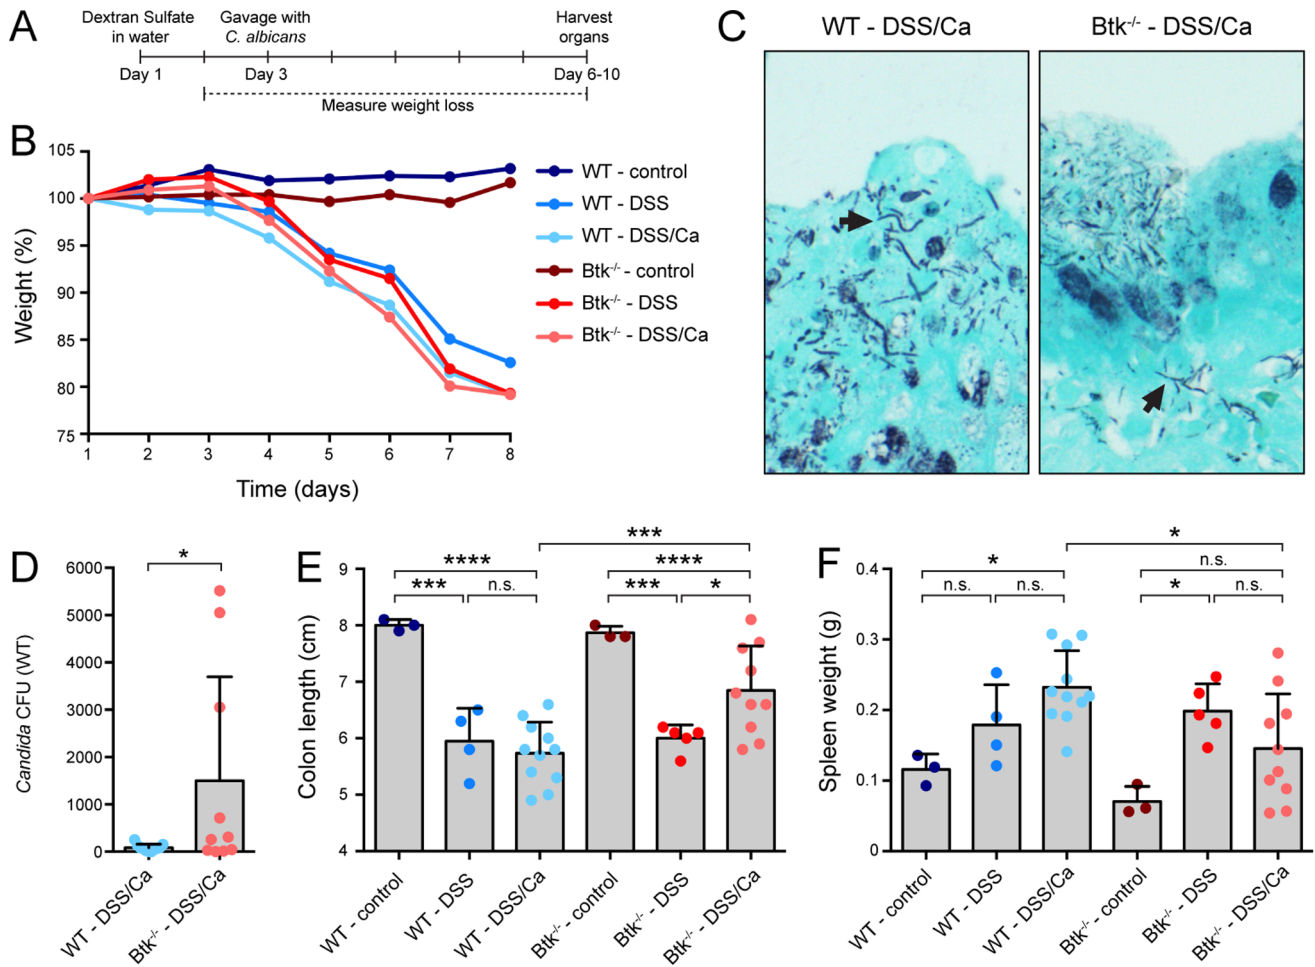 A
Dextran Sulfate
in water
Gavage with
C. albicans
Harvest
organs
Day 1
Day 3
Day 6-10
Measure weight loss
B
105
100
95
90
85
80
75
Weight (%)
1 2 3 4 5 6 7 8
Time (days)
WT - control
WT - DSS
WT - DSS/Ca
Btk-/- - control
Btk-/- - DSS
Btk-/- - DSS/Ca
C
WT - DSS/Ca
Btk-/- - DSS/Ca
D
*
6000
5000
4000
3000
2000
1000
0
Candida CFU (WT)
WT - DSS/Ca
Btk-/- - DSS/Ca
E
***
**** ****
*** n.s. *** *
9
8
7
6
5
4
Colon length (cm)
WT - control
WT - DSS
WT - DSS/Ca
Btk-/- - control
Btk-/- - DSS
Btk-/- - DSS/Ca
F
*
* n.s.
n.s. n.s. * n.s.
0.4
0.3
0.2
0.1
0
Spleen weight (g)
WT - control
WT - DSS
WT - DSS/Ca
Btk-/- - control
Btk-/- - DSS
Btk-/- - DSS/Ca